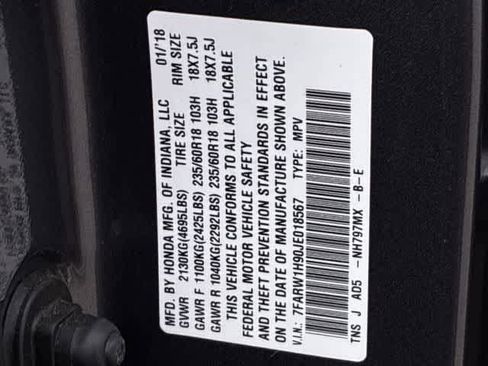 MFD. BY HONDA MFG. OF INDIANA, LLC 01/'18
GVWR 2130KG(4695LBS) TIRE SIZE RIM SIZE
GAWR F 1100KG(2425LBS) 235/60R18 103H 18X7.5J
GAWR R 1040KG(2292LBS) 235/60R18 103H 18X7.5J
THIS VEHICLE CONFORMS TO ALL APPLICABLE
FEDERAL MOTOR VEHICLE SAFETY
AND THEFT PREVENTION STANDARDS IN EFFECT
ON THE DATE OF MANUFACTURE SHOWN ABOVE.
V.I.N.: 7FARW1H90JE018567 TYPE: MPV
TNS J AD5 -NH797MX -B-E